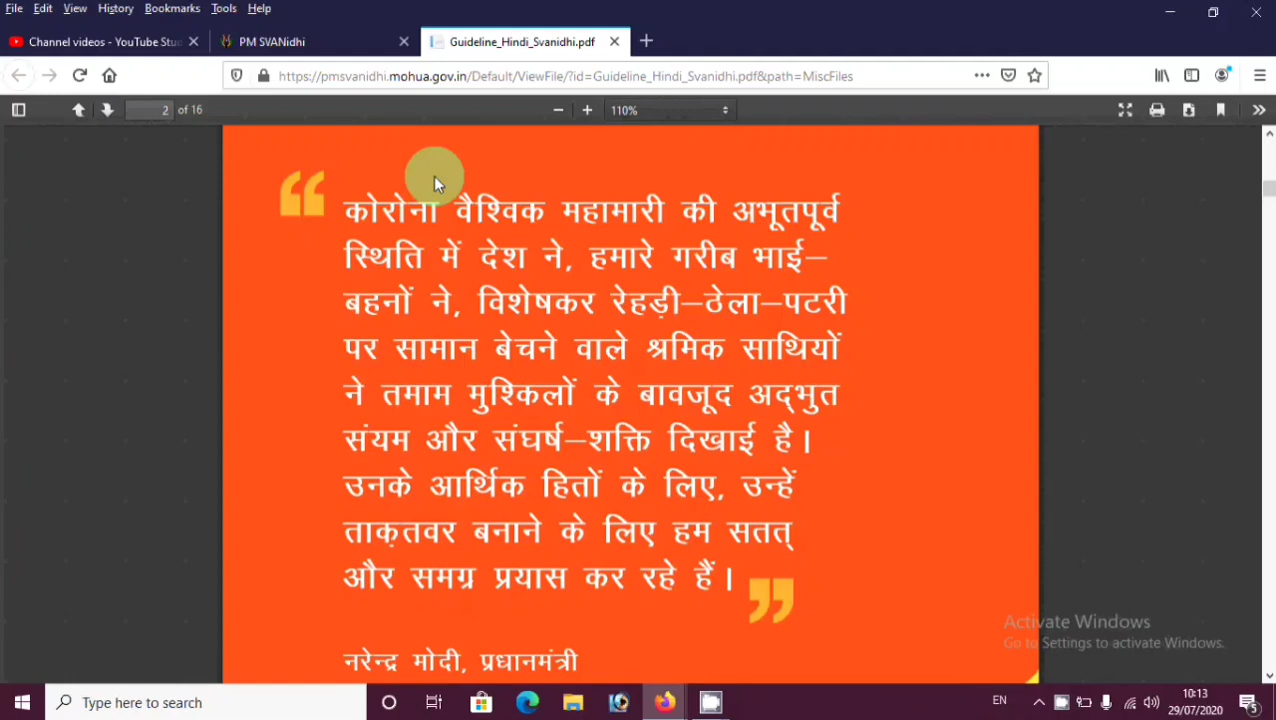 File Edit View History Bookmarks Tools Help
Channel videos - YouTube Stu
PM SVANidhi
Guideline_Hindi_Svanidhi.pdf
https://pmsvanidhi.mohua.gov.in/Default/ViewFile/?id=Guideline_Hindi_Svanidhi.pdf&path=MiscFiles
2 of 16
110%
“
कोरोना वैश्विक महामारी की अभूतपूर्व
स्थिति में देश ने, हमारे गरीब भाई–
बहनों ने, विशेषकर रेहड़ी–ठेला–पटरी
पर सामान बेचने वाले श्रमिक साथियों
ने तमाम मुश्किलों के बावजूद अद्भुत
संयम और संघर्ष–शक्ति दिखाई है।
उनके आर्थिक हितों के लिए, उन्हें
ताक़तवर बनाने के लिए हम सतत्
और समग्र प्रयास कर रहे हैं।
”
नरेन्द्र मोदी, प्रधानमंत्री
Activate Windows
Go to Settings to activate Windows.
Type here to search
EN
10:13
29/07/2020
5